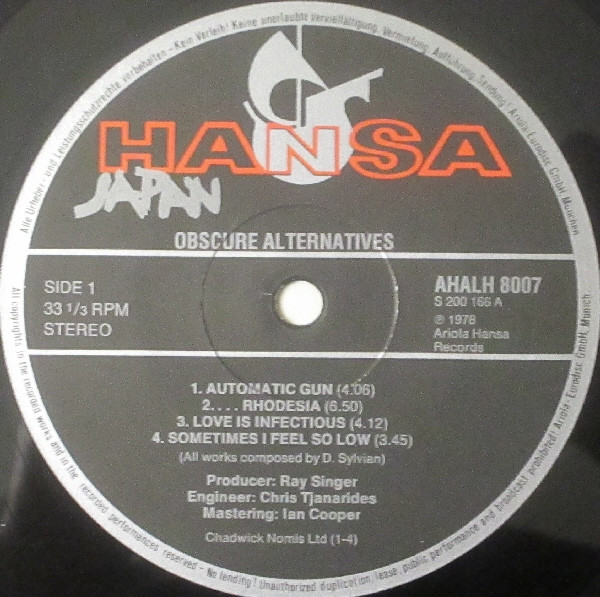 Alle Urheber- und Leistungsschutzrechte vorbehalten - Kein Verleih! Keine unerlaubte Vervielfältigung, Vermietung, Aufführung, Sendung! Ariola-Eurodisc GmbH, München
HANSA
JAPAN
OBSCURE ALTERNATIVES
SIDE 1
33 1/3 RPM
STEREO
AHALH 8007
S 200 166 A
℗ 1978
Ariola Hansa
Records
1. AUTOMATIC GUN (4.06)
2. . . . RHODESIA (6.50)
3. LOVE IS INFECTIOUS (4.12)
4. SOMETIMES I FEEL SO LOW (3.45)
(All works composed by D. Sylvian)
Producer: Ray Singer
Engineer: Chris Tjanarides
Mastering: Ian Cooper
Chadwick Nomis Ltd (1-4)
All copyrights in the recorded works and in the recorded performances reserved - No lending! Unauthorized duplication, lease, public performance and broadcast prohibited! Ariola-Eurodisc GmbH, Munich